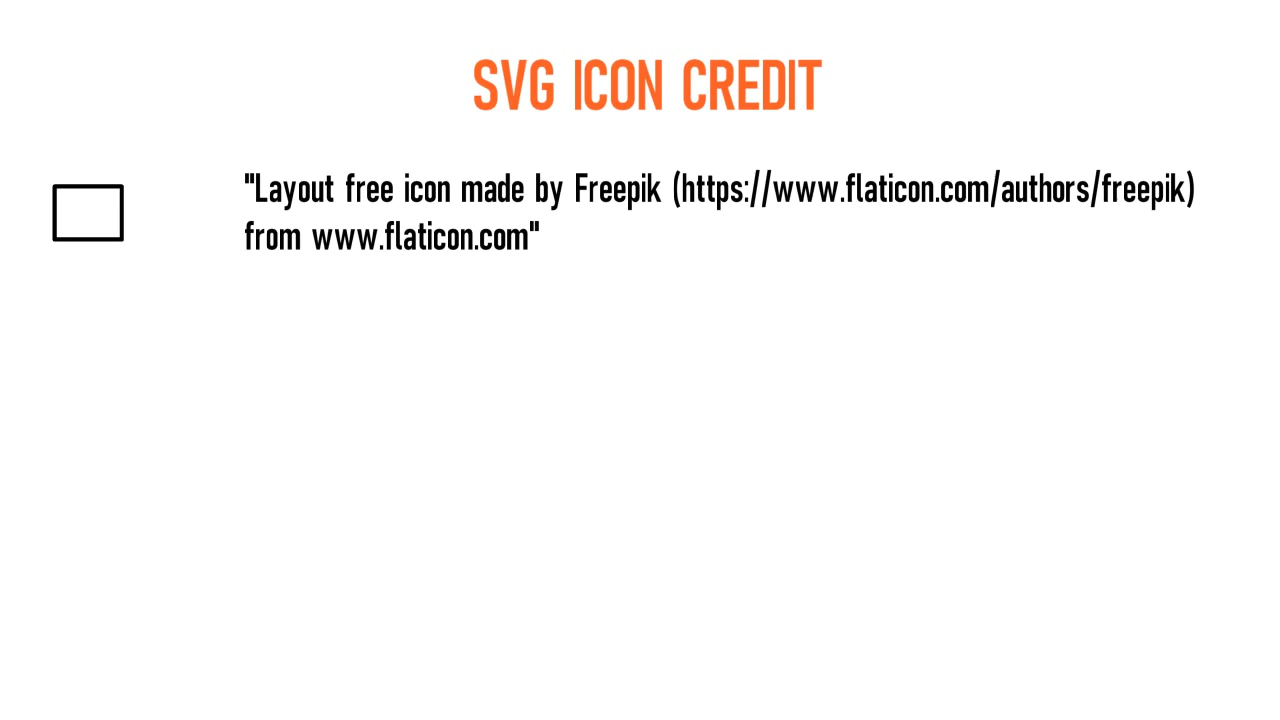 SVG ICON CREDIT
"Layout free icon made by Freepik (https://www.flaticon.com/authors/freepik)
from www.flaticon.com"